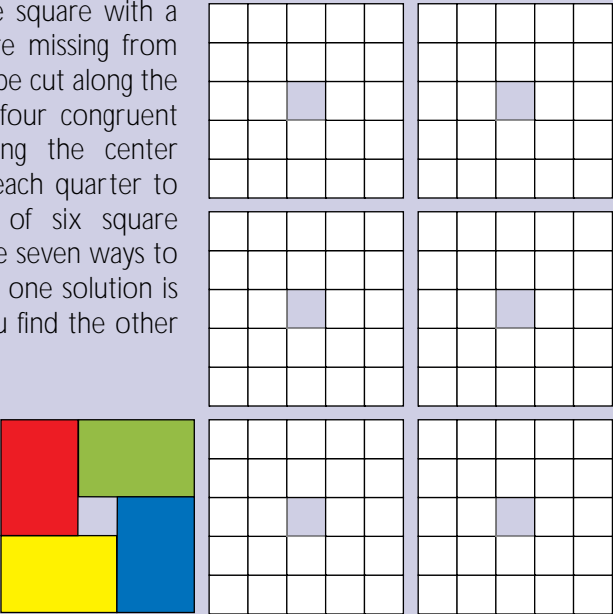 e square with a
e missing from
be cut along the
four congruent
ng the center
each quarter to
of six square
e seven ways to
one solution is
u find the other